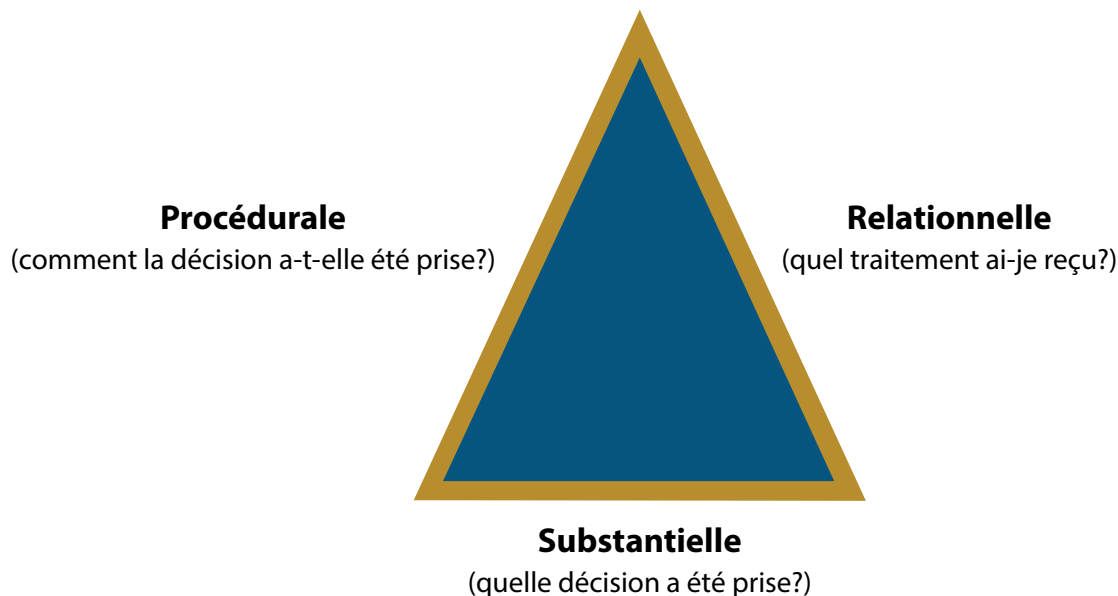 Procédurale
(comment la décision a-t-elle été prise?)
Relationnelle
(quel traitement ai-je reçu?)
Substantielle
(quelle décision a été prise?)